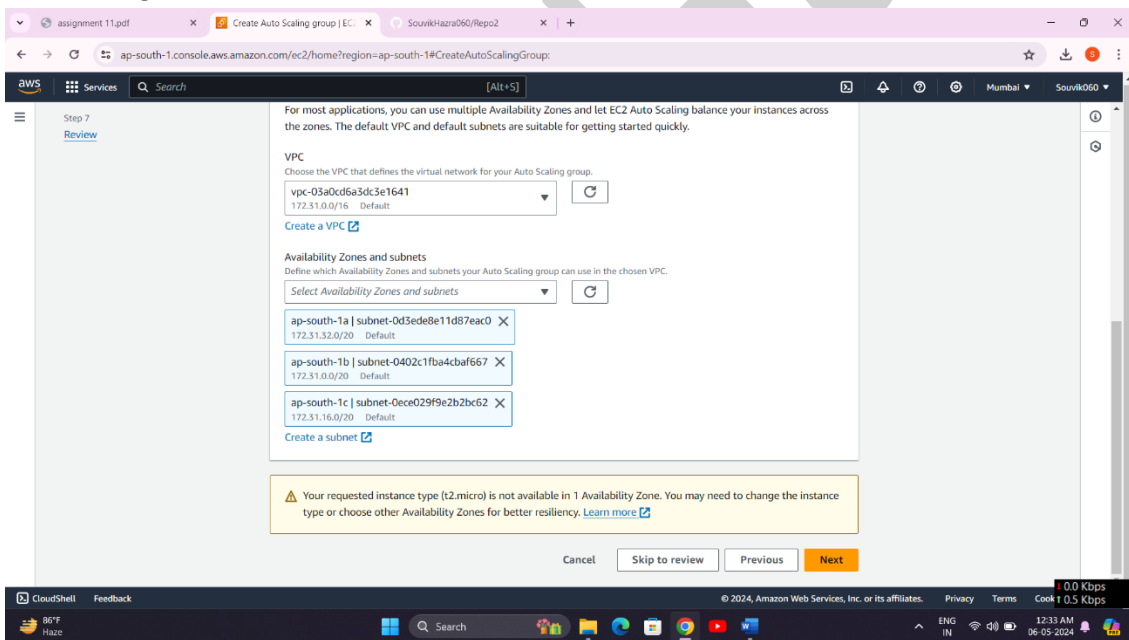 assignment 11.pdf
Create Auto Scaling group | EC
SouvikHazra060/Repo2
ap-south-1.console.aws.amazon.com/ec2/home?region=ap-south-1#CreateAutoScalingGroup:
S
aws
Services
Search
[Alt+S]
Mumbai
Souvik060
Step 7
Review
For most applications, you can use multiple Availability Zones and let EC2 Auto Scaling balance your instances across
the zones. The default VPC and default subnets are suitable for getting started quickly.
VPC
Choose the VPC that defines the virtual network for your Auto Scaling group.
vpc-03a0cd6a3dc3e1641
172.31.0.0/16 Default
Create a VPC
Availability Zones and subnets
Define which Availability Zones and subnets your Auto Scaling group can use in the chosen VPC.
Select Availability Zones and subnets
ap-south-1a | subnet-0d3ede8e11d87eac0
172.31.32.0/20 Default
ap-south-1b | subnet-0402c1fba4cbaf667
172.31.0.0/20 Default
ap-south-1c | subnet-0ece029f9e2b2bc62
172.31.16.0/20 Default
Create a subnet
Your requested instance type (t2.micro) is not available in 1 Availability Zone. You may need to change the instance
type or choose other Availability Zones for better resiliency. Learn more
Cancel Skip to review Previous Next
CloudShell Feedback
© 2024, Amazon Web Services, Inc. or its affiliates. Privacy Terms Cook
0.0 Kbps
0.5 Kbps
86°F
Haze
Search
ENG
IN
12:33 AM
06-05-2024